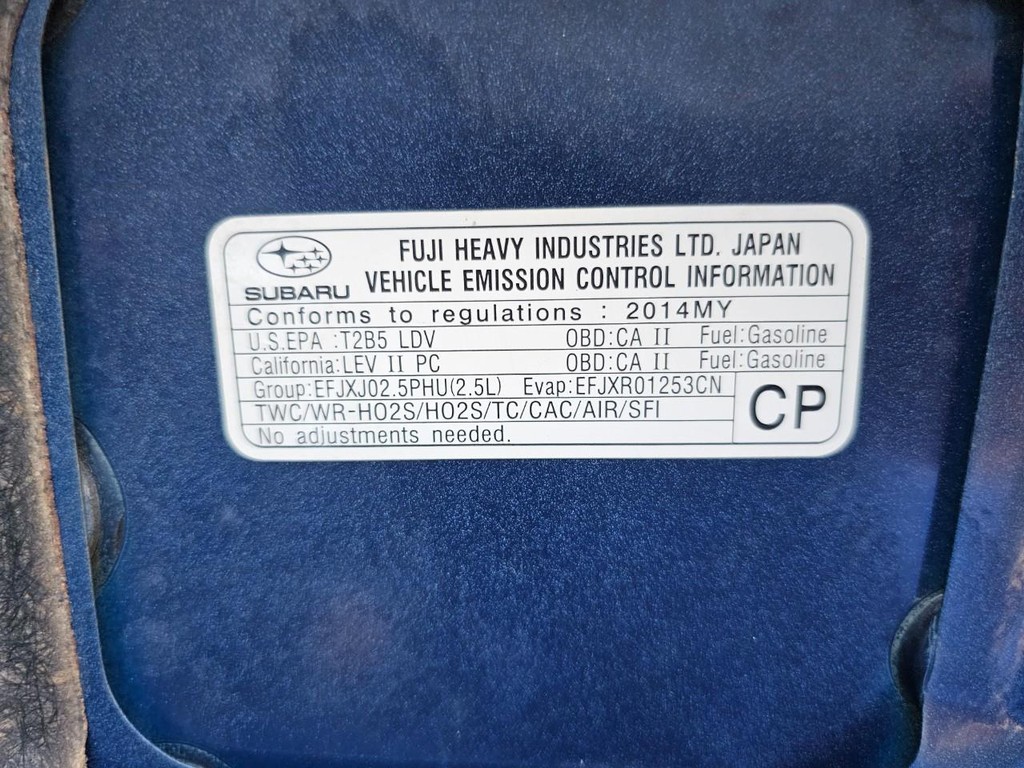 FUJI HEAVY INDUSTRIES LTD. JAPAN
SUBARU VEHICLE EMISSION CONTROL INFORMATION
Conforms to regulations : 2014MY
U.S.EPA :T2B5 LDV OBD:CA II Fuel:Gasoline
California:LEV II PC OBD:CA II Fuel:Gasoline
Group:EFJXJ02.5PHU(2.5L) Evap:EFJXR01253CN
TWC/WR-HO2S/HO2S/TC/CAC/AIR/SFI
CP
No adjustments needed.